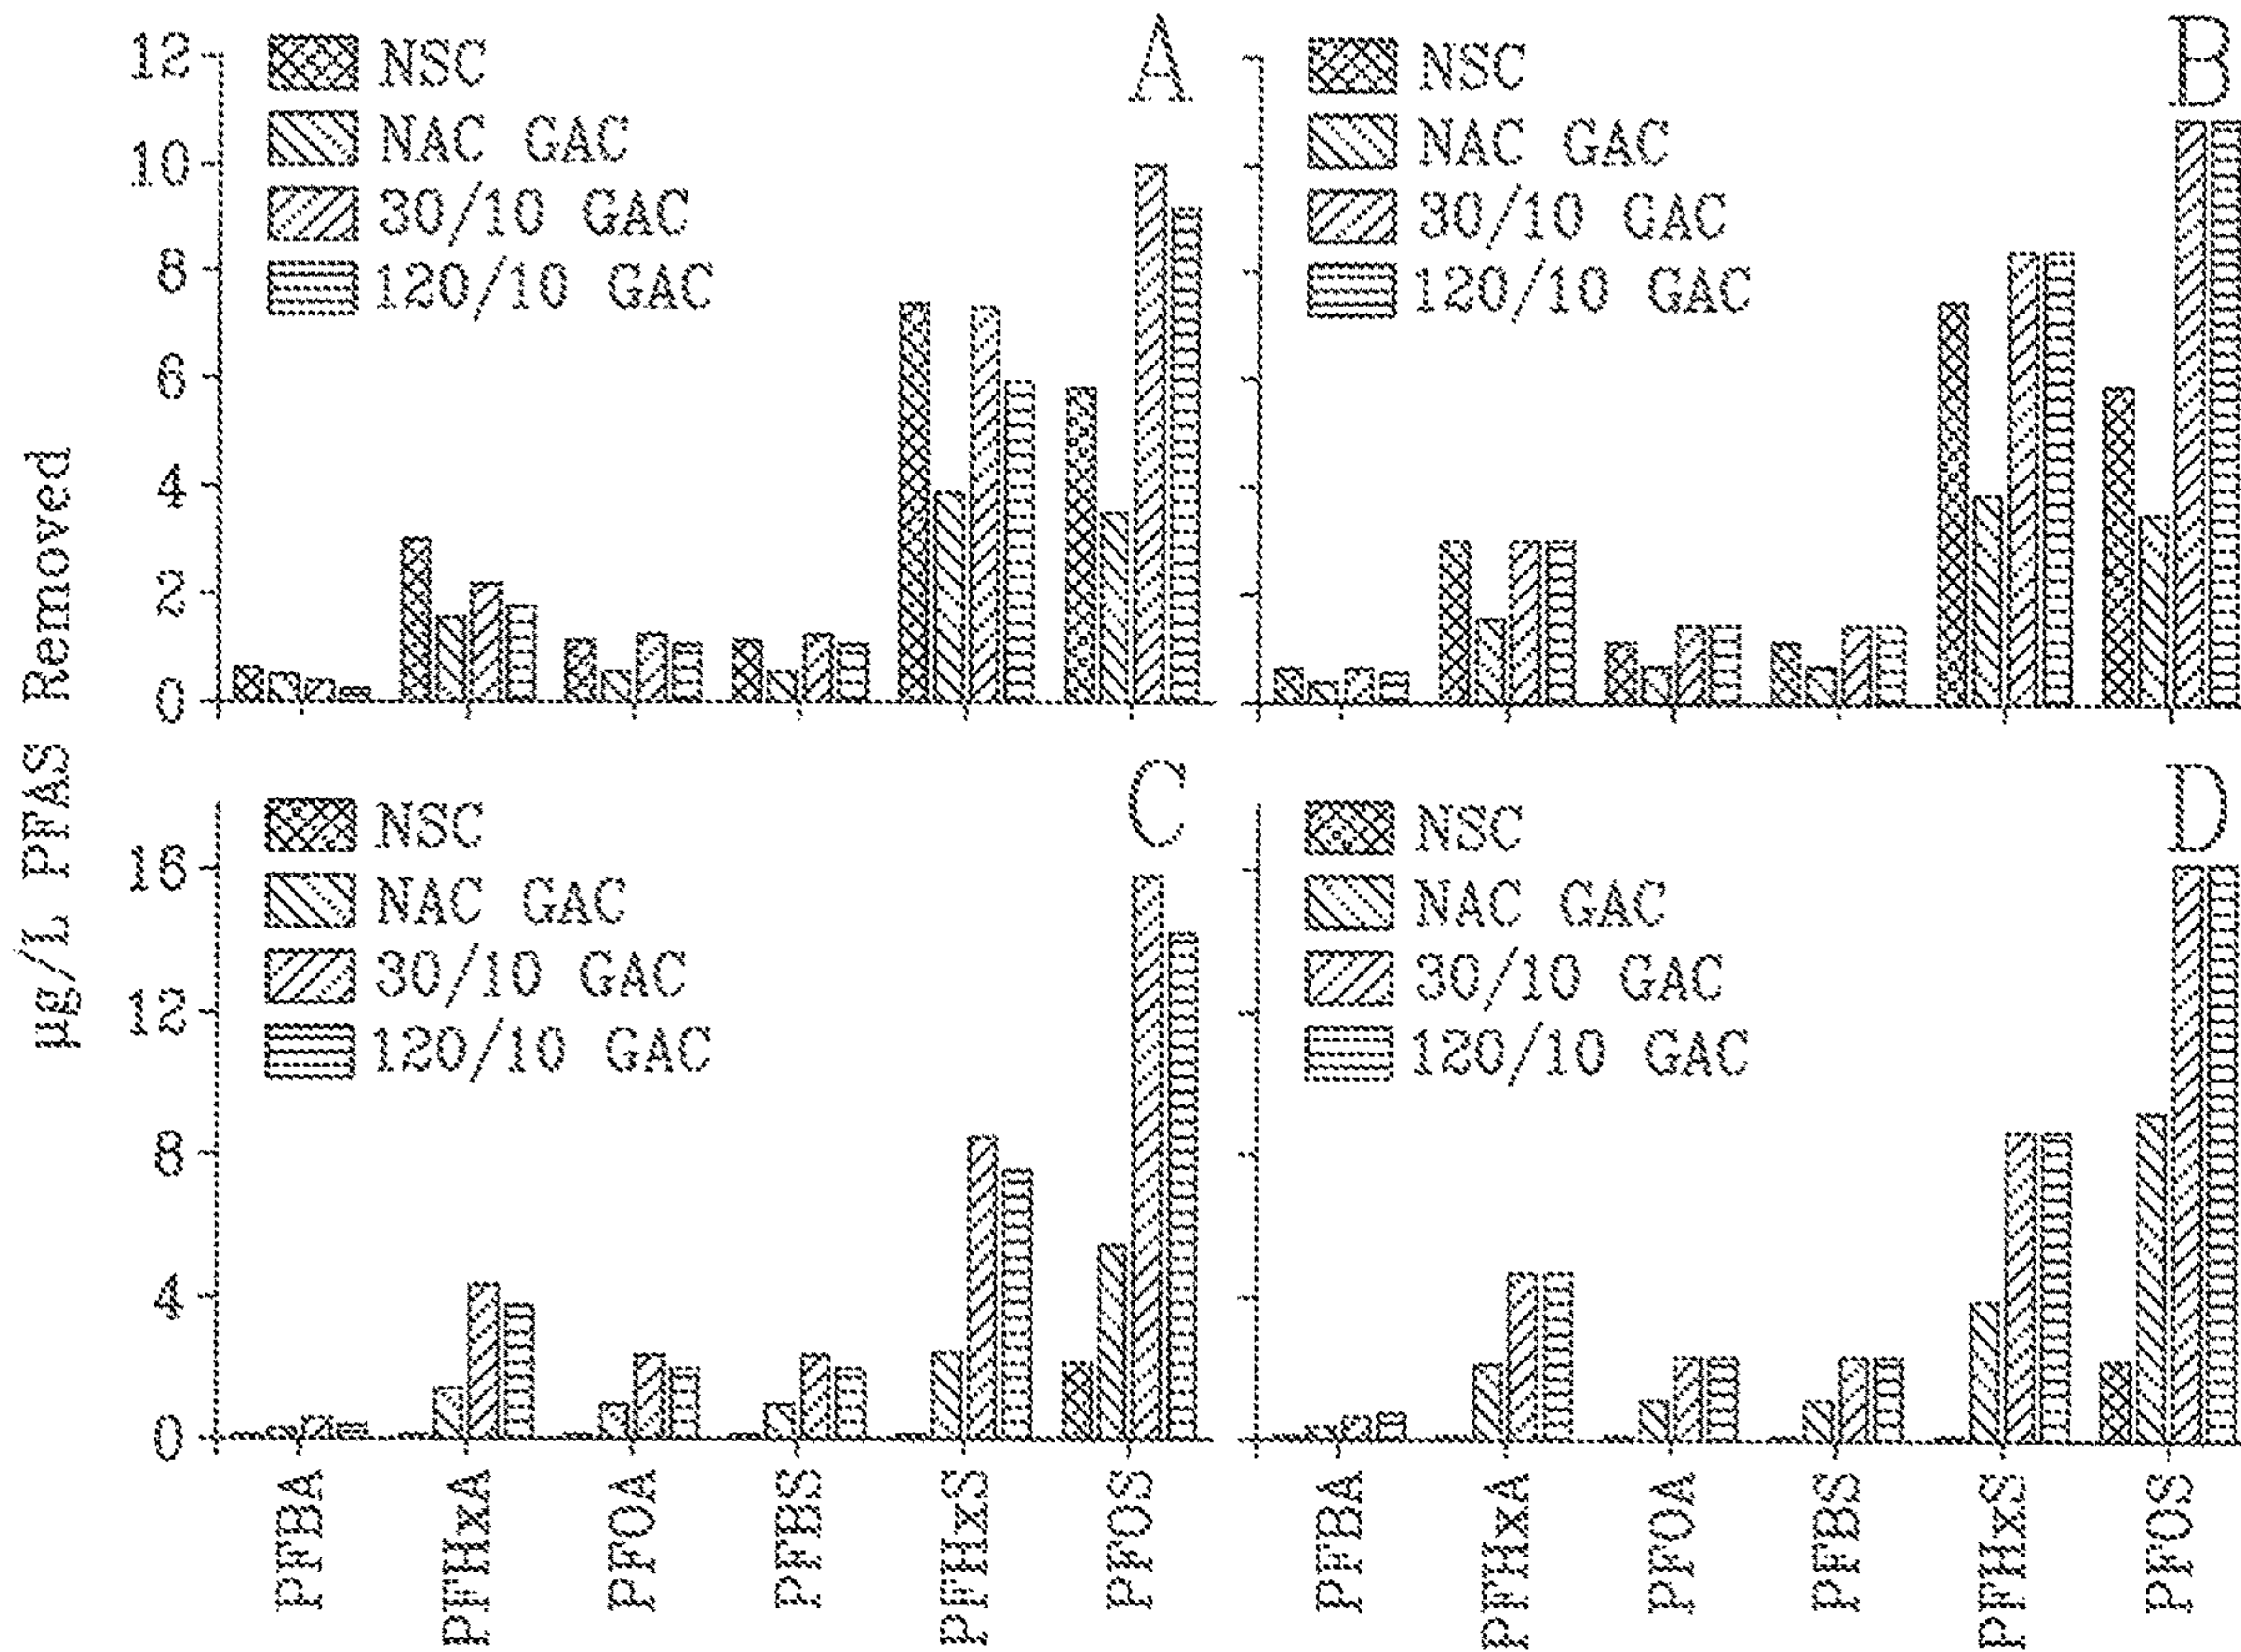 µg/L PFAS Removed
A
12
10
8
6
4
2
0
NSC
NAC GAC
30/10 GAC
120/10 GAC
B
NSC
NAC GAC
30/10 GAC
120/10 GAC
C
16
12
8
4
0
NSC
NAC GAC
30/10 GAC
120/10 GAC
PFBA
PFHxA
PFOA
PFBS
PFHxS
PFOS
D
NSC
NAC GAC
30/10 GAC
120/10 GAC
PFBA
PFHxA
PFOA
PFBS
PFHxS
PFOS